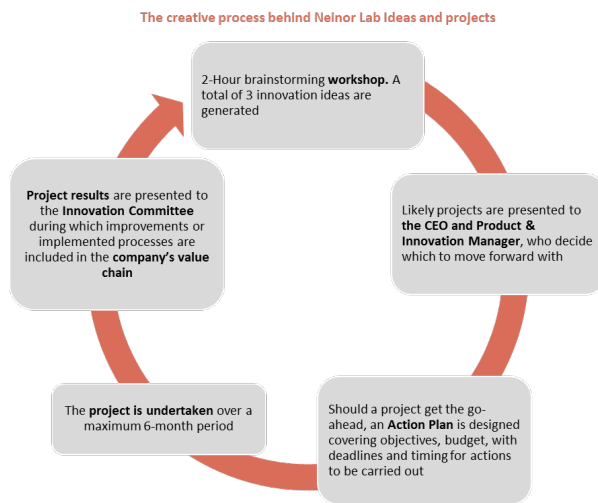 The creative process behind Neinor Lab Ideas and projects
2-Hour brainstorming workshop. A
total of 3 innovation ideas are
generated
Likely projects are presented to
the CEO and Product &
Innovation Manager, who decide
which to move forward with
Should a project get the go-
ahead, an Action Plan is designed
covering objectives, budget, with
deadlines and timing for actions
to be carried out
The project is undertaken over a
maximum 6-month period
Project results are presented to
the Innovation Committee
during which improvements or
implemented processes are
included in the company's value
chain